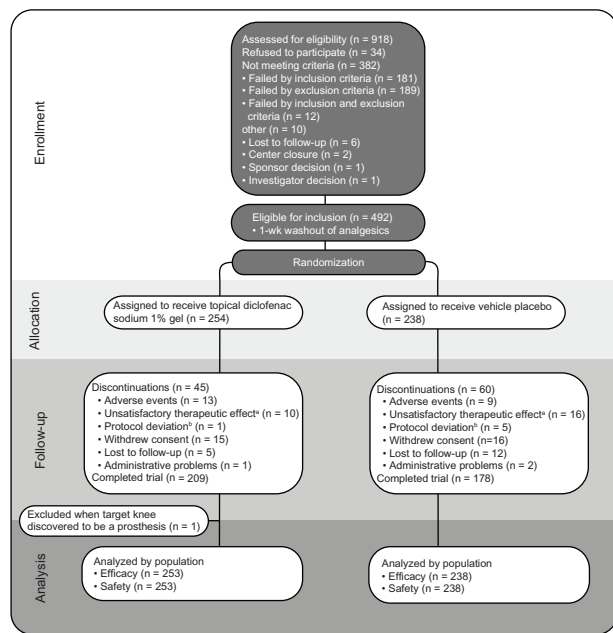 Enrollment
Assessed for eligibility (n = 918)
Refused to participate (n = 34)
Not meeting criteria (n = 382)
• Failed by inclusion criteria (n = 181)
• Failed by exclusion criteria (n = 189)
• Failed by inclusion and exclusion
criteria (n = 12)
other (n = 10)
• Lost to follow-up (n = 6)
• Center closure (n = 2)
• Sponsor decision (n = 1)
• Investigator decision (n = 1)
Eligible for inclusion (n = 492)
• 1-wk washout of analgesics
Randomization
Allocation
Assigned to receive topical diclofenac
sodium 1% gel (n = 254)
Assigned to receive vehicle placebo
(n = 238)
Follow-up
Discontinuations (n = 45)
• Adverse events (n = 13)
• Unsatisfactory therapeutic effectᵃ (n = 10)
• Protocol deviationᵇ (n = 1)
• Withdrew consent (n = 15)
• Lost to follow-up (n = 5)
• Administrative problems (n = 1)
Completed trial (n = 209)
Discontinuations (n = 60)
• Adverse events (n = 9)
• Unsatisfactory therapeutic effectᵃ (n = 16)
• Protocol deviationᵇ (n = 5)
• Withdrew consent (n=16)
• Lost to follow-up (n = 12)
• Administrative problems (n = 2)
Completed trial (n = 178)
Excluded when target knee
discovered to be a prosthesis (n = 1)
Analysis
Analyzed by population
• Efficacy (n = 253)
• Safety (n = 253)
Analyzed by population
• Efficacy (n = 238)
• Safety (n = 238)